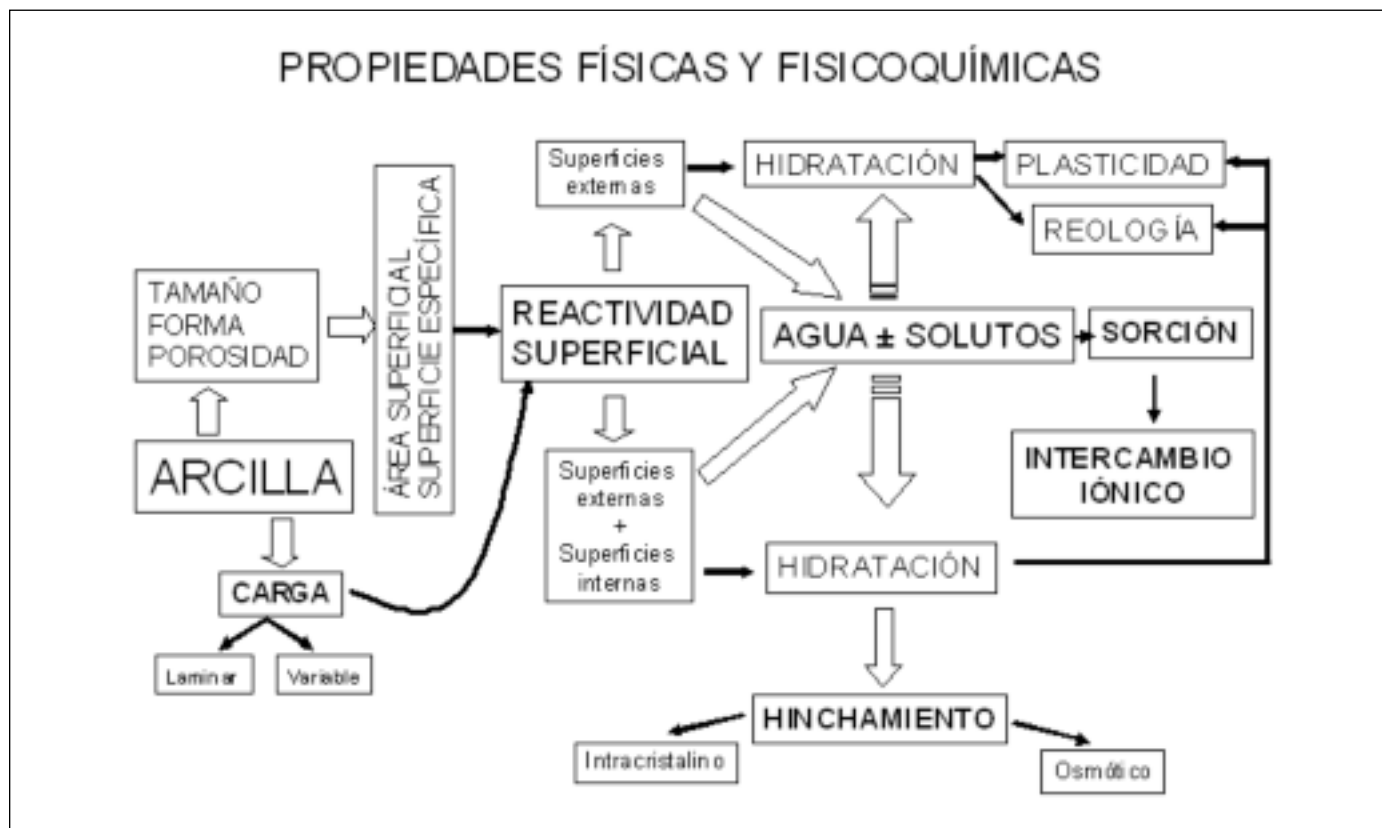 PROPIEDADES FÍSICAS Y FISICOQUÍMICAS
TAMAÑO
FORMA
POROSIDAD
ARCILLA
CARGA
Laminar
Variable
ÁREA SUPERFICIAL
SUPERFICIE ESPECÍFICA
Superficies
externas
REACTIVIDAD
SUPERFICIAL
Superficies
externas
+
Superficies
internas
HIDRATACIÓN
PLASTICIDAD
REOLOGÍA
AGUA ± SOLUTOS
SORCIÓN
INTERCAMBIO
IÓNICO
HIDRATACIÓN
HINCHAMIENTO
Intracristalino
Osmótico